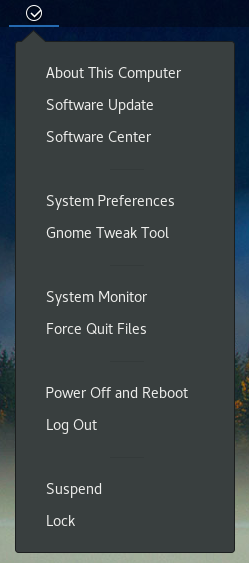 About This Computer
Software Update
Software Center
System Preferences
Gnome Tweak Tool
System Monitor
Force Quit Files
Power Off and Reboot
Log Out
Suspend
Lock